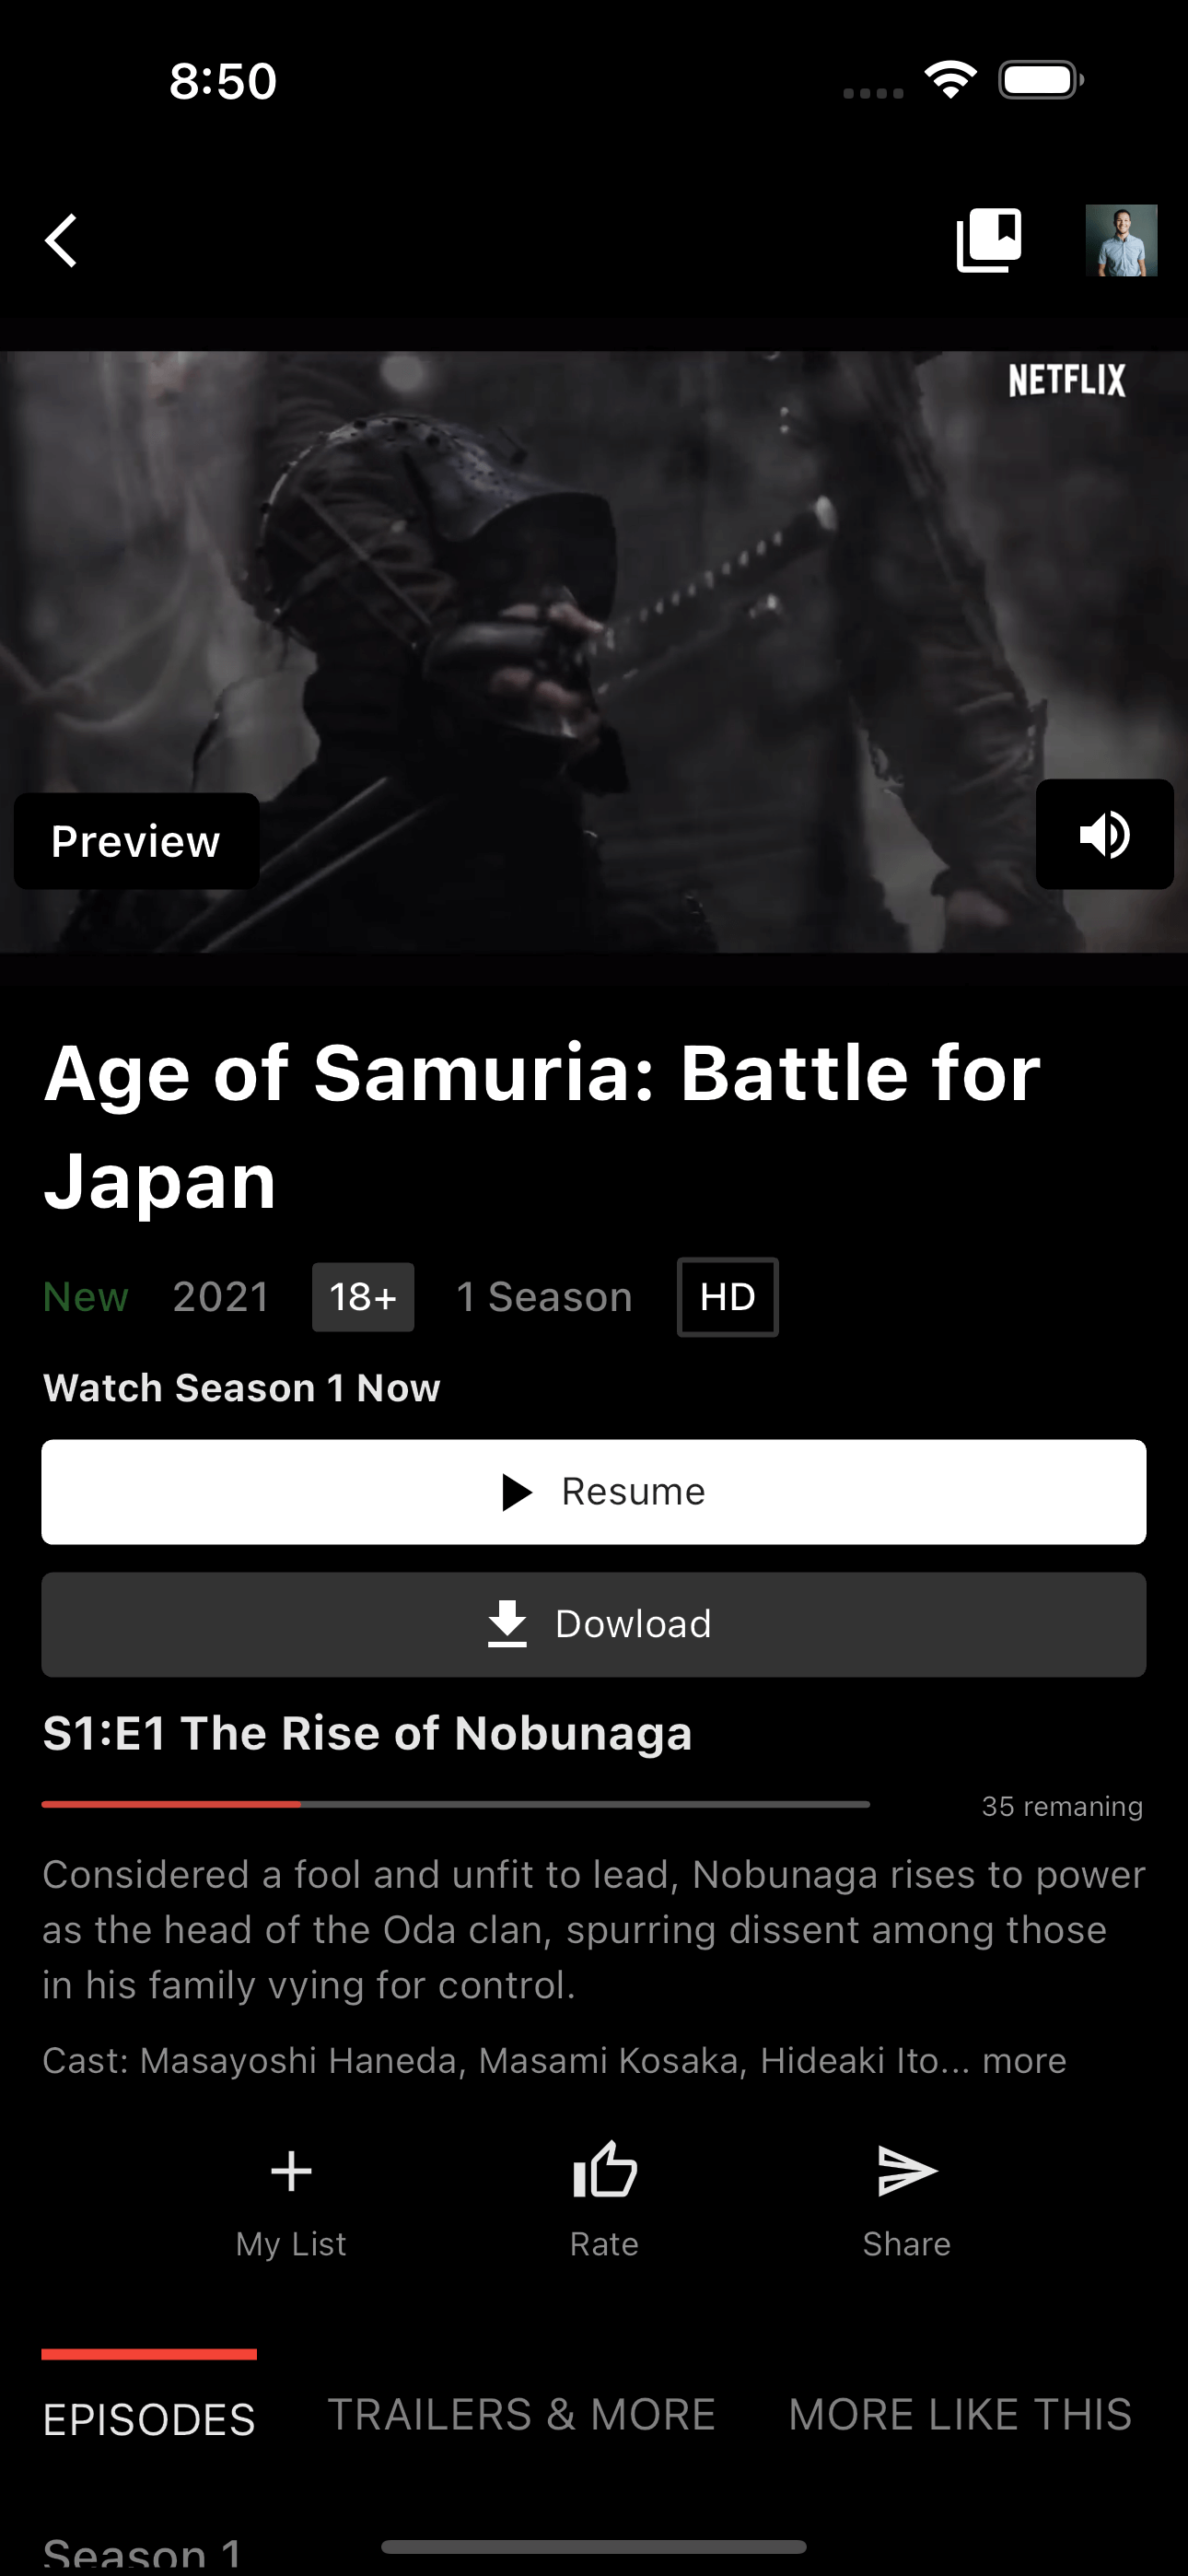 8:50
NETFLIX
Preview
Age of Samuria: Battle for
Japan
New 2021 18+ 1 Season HD
Watch Season 1 Now
Resume
Dowload
S1:E1 The Rise of Nobunaga
35 remaning
Considered a fool and unfit to lead, Nobunaga rises to power
as the head of the Oda clan, spurring dissent among those
in his family vying for control.
Cast: Masayoshi Haneda, Masami Kosaka, Hideaki Ito... more
My List Rate Share
EPISODES TRAILERS & MORE MORE LIKE THIS
Season 1